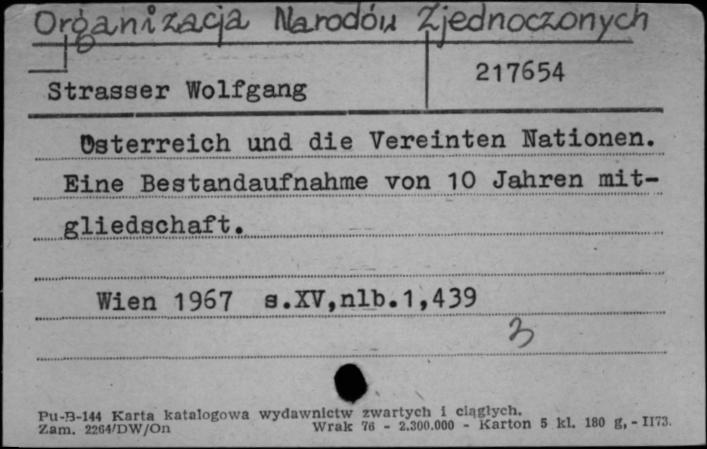 Organizacja Narodów Zjednoczonych
Strasser Wolfgang
217654
Österreich und die Vereinten Nationen.
Eine Bestandaufnahme von 10 Jahren mit-
gliedschaft.
Wien 1967 s.XV,nlb.1,439
3
Pu-B-144 Karta katalogowa wydawnictw zwartych i ciągłych.
Zam. 2264/DW/On Wrak 76 - 2.300.000 - Karton 5 kl. 180 g, - II73.